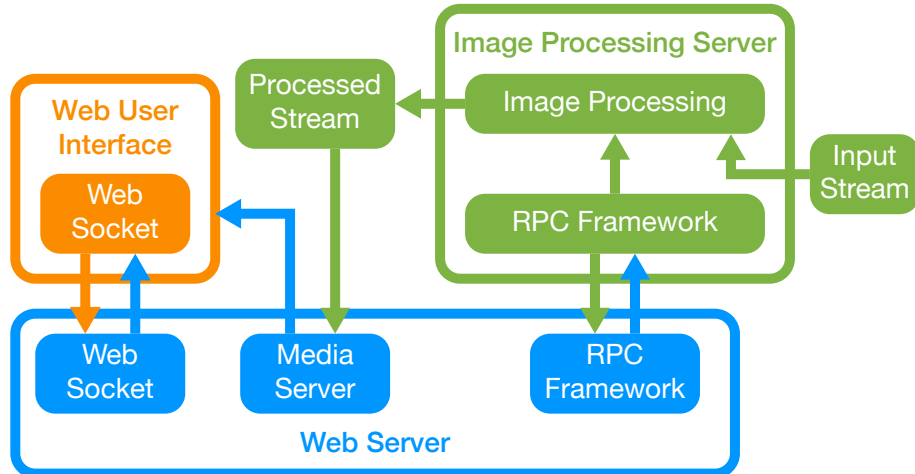 Image Processing Server
Processed
Stream
Image Processing
Web User
Interface
Input
Stream
Web
Socket
RPC Framework
Web
Socket
Media
Server
RPC
Framework
Web Server